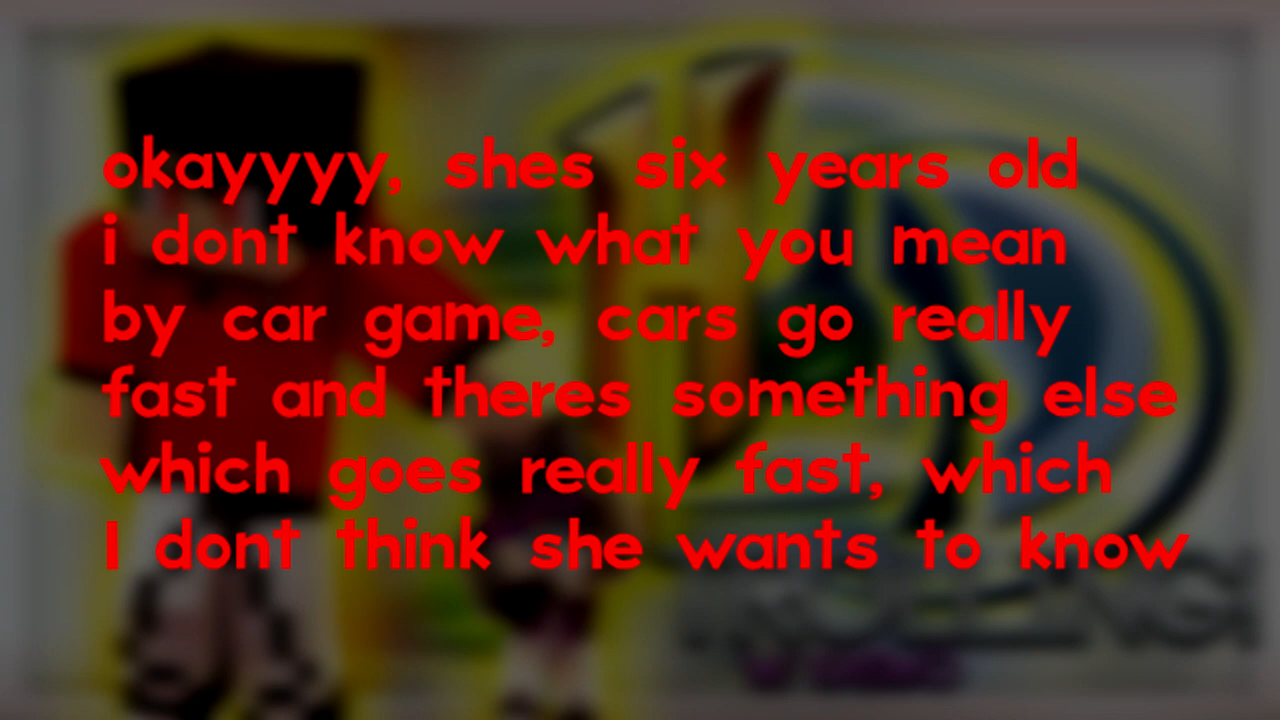 okayyyy, shes six years old
i dont know what you mean
by car game, cars go really
fast and theres something else
which goes really fast, which
I dont think she wants to know